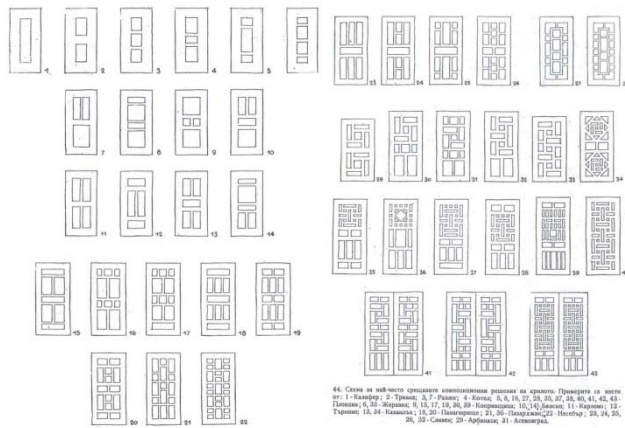 1 2 3 4 5
23 24 25 26 27
7 8 9 10
29 30 31 32 33 34
11 12 13 14
35 36 37 38 39
15 16 17 18 19
41 42 43
20 21 22
44. Схема на най-често срещаните композиционни решения на крилото. Примерите са взети
от: 1 - Калофер; 2 - Трявна; 3, 7 - Разлог; 4 - Котел; 5, 8, 16, 27, 28, 35, 37, 38, 40, 41, 42, 43 -
Пловдив; 6, 33 - Жеравна; 9, 15, 17, 19, 30, 39 - Копривщица; 10, 14 - Банско; 11 - Карлово; 12 -
Търново; 13, 34 - Казанлък; 18, 20 - Панагюрище; 21, 36 - Пазарджик; 22 - Несебър; 23, 24, 25,
26, 32 - Сливен; 29 - Арбанаси; 31 - Асеновград.